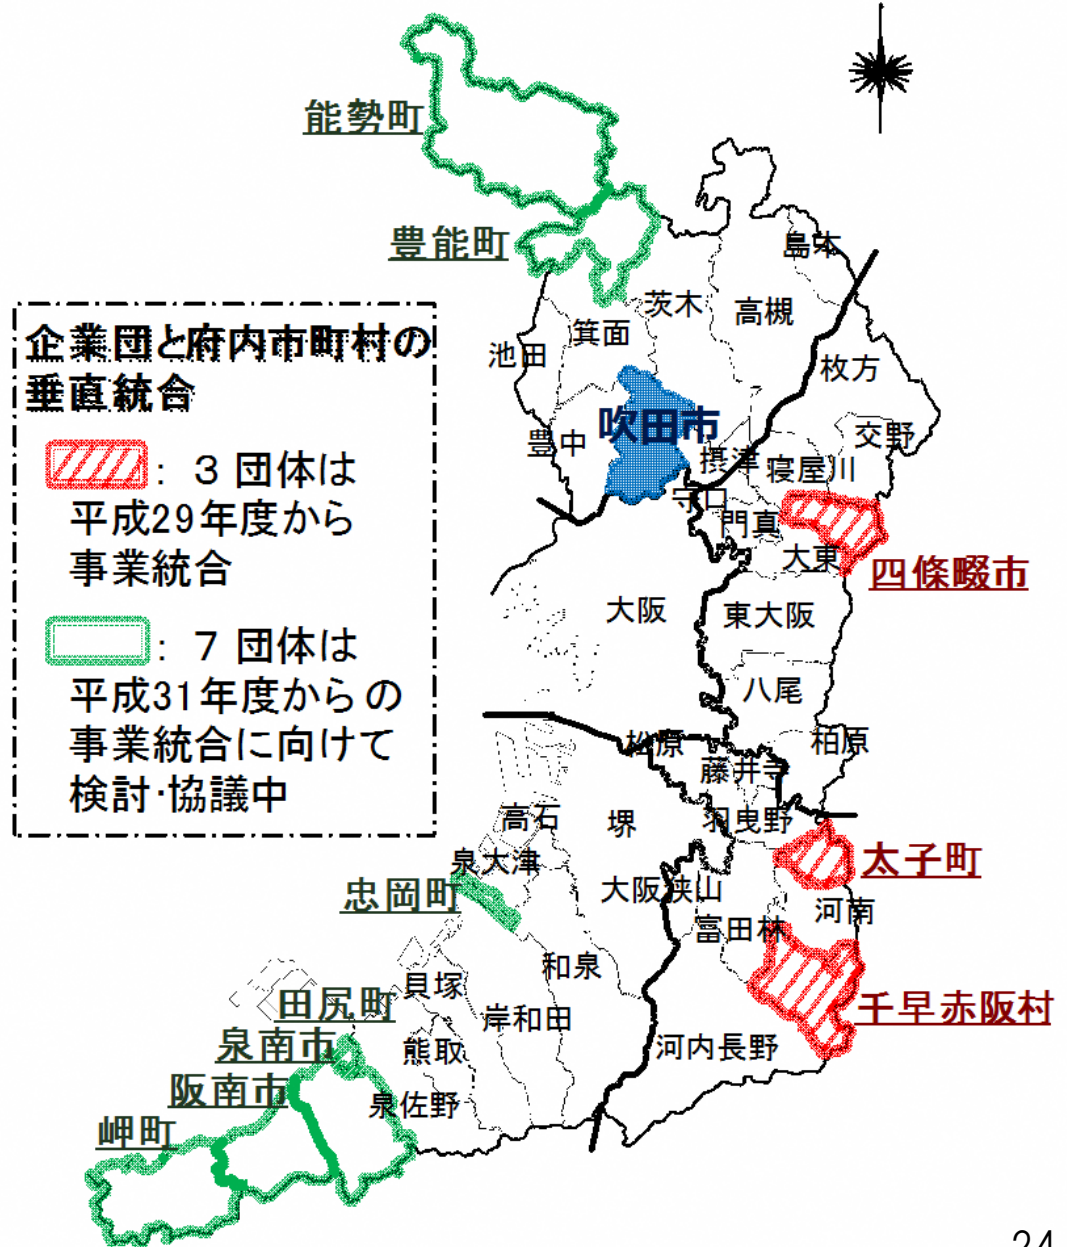 能勢町
豊能町
島本
茨木
高槻
箕面
池田
枚方
吹田市
豊中
交野
摂津
寝屋川
守口
門真
大東
四條畷市
大阪
東大阪
八尾
松原
柏原
藤井寺
高石
堺
羽曳野
泉大津
太子町
忠岡町
大阪狭山
河南
富田林
和泉
貝塚
田尻町
岸和田
千早赤阪村
泉南市
熊取
河内長野
阪南市
泉佐野
岬町
企業団と府内市町村の
垂直統合
：３団体は
平成29年度から
事業統合
：７団体は
平成31年度からの
事業統合に向けて
検討･協議中
24